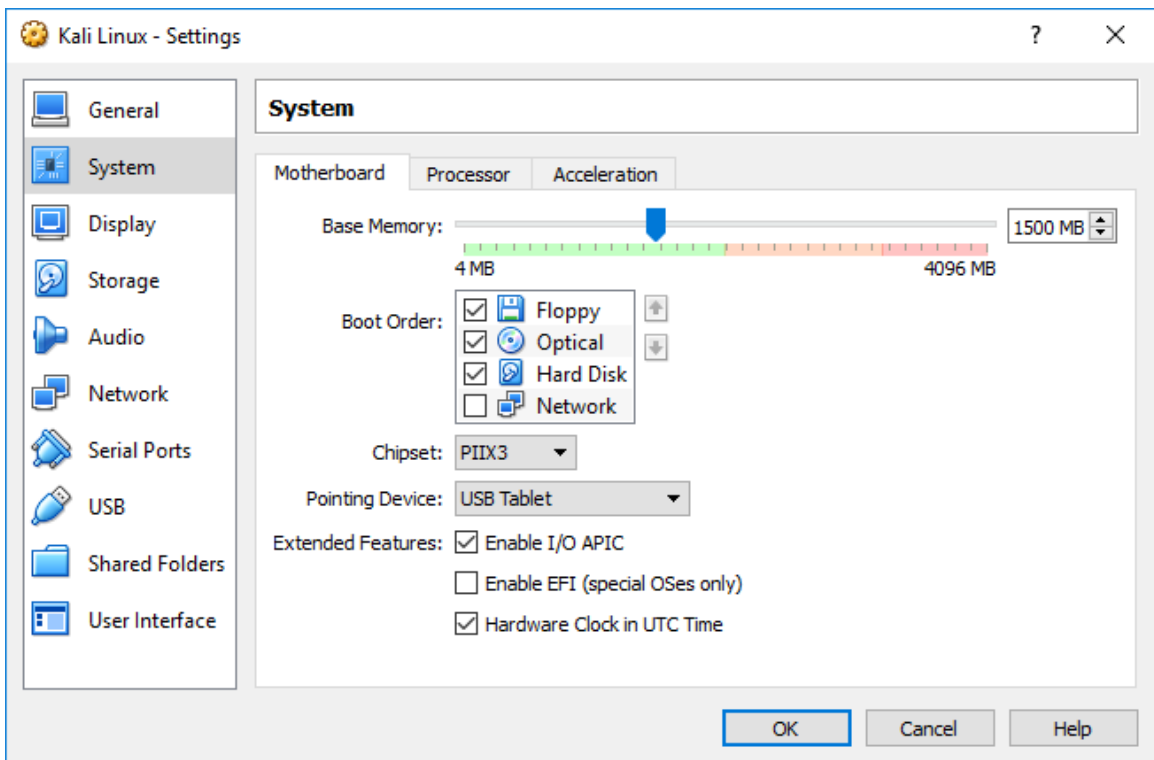 Kali Linux - Settings
?
General
System
Display
Storage
Audio
Network
Serial Ports
USB
Shared Folders
User Interface
System
Motherboard Processor Acceleration
Base Memory: 1500 MB
4 MB 4096 MB
Boot Order:
Floppy
Optical
Hard Disk
Network
Chipset: PIIX3
Pointing Device: USB Tablet
Extended Features: Enable I/O APIC
Enable EFI (special OSes only)
Hardware Clock in UTC Time
OK Cancel Help